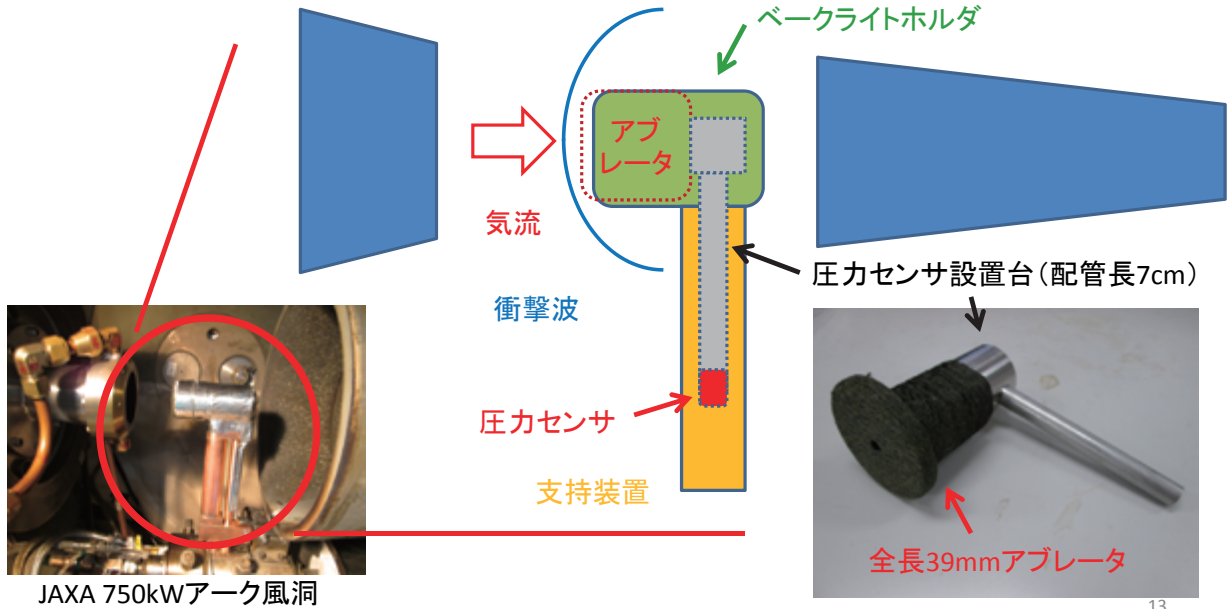 ベークライトホルダ
アブ
レータ
気流
圧力センサ設置台(配管長7cm)
衝撃波
圧力センサ
支持装置
全長39mmアブレータ
JAXA 750kWアーク風洞
13